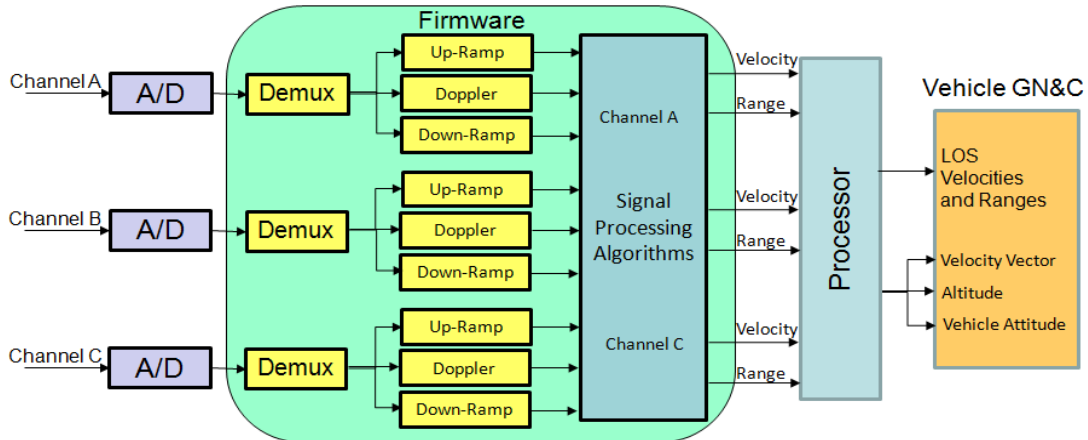 Firmware
Channel A
A/D
Demux
Up-Ramp
Doppler
Down-Ramp
Channel B
A/D
Demux
Up-Ramp
Doppler
Down-Ramp
Channel C
A/D
Demux
Up-Ramp
Doppler
Down-Ramp
Channel A
Signal
Processing
Algorithms
Channel C
Velocity
Range
Velocity
Range
Velocity
Range
Processor
Vehicle GN&C
LOS
Velocities
and Ranges
Velocity Vector
Altitude
Vehicle Attitude